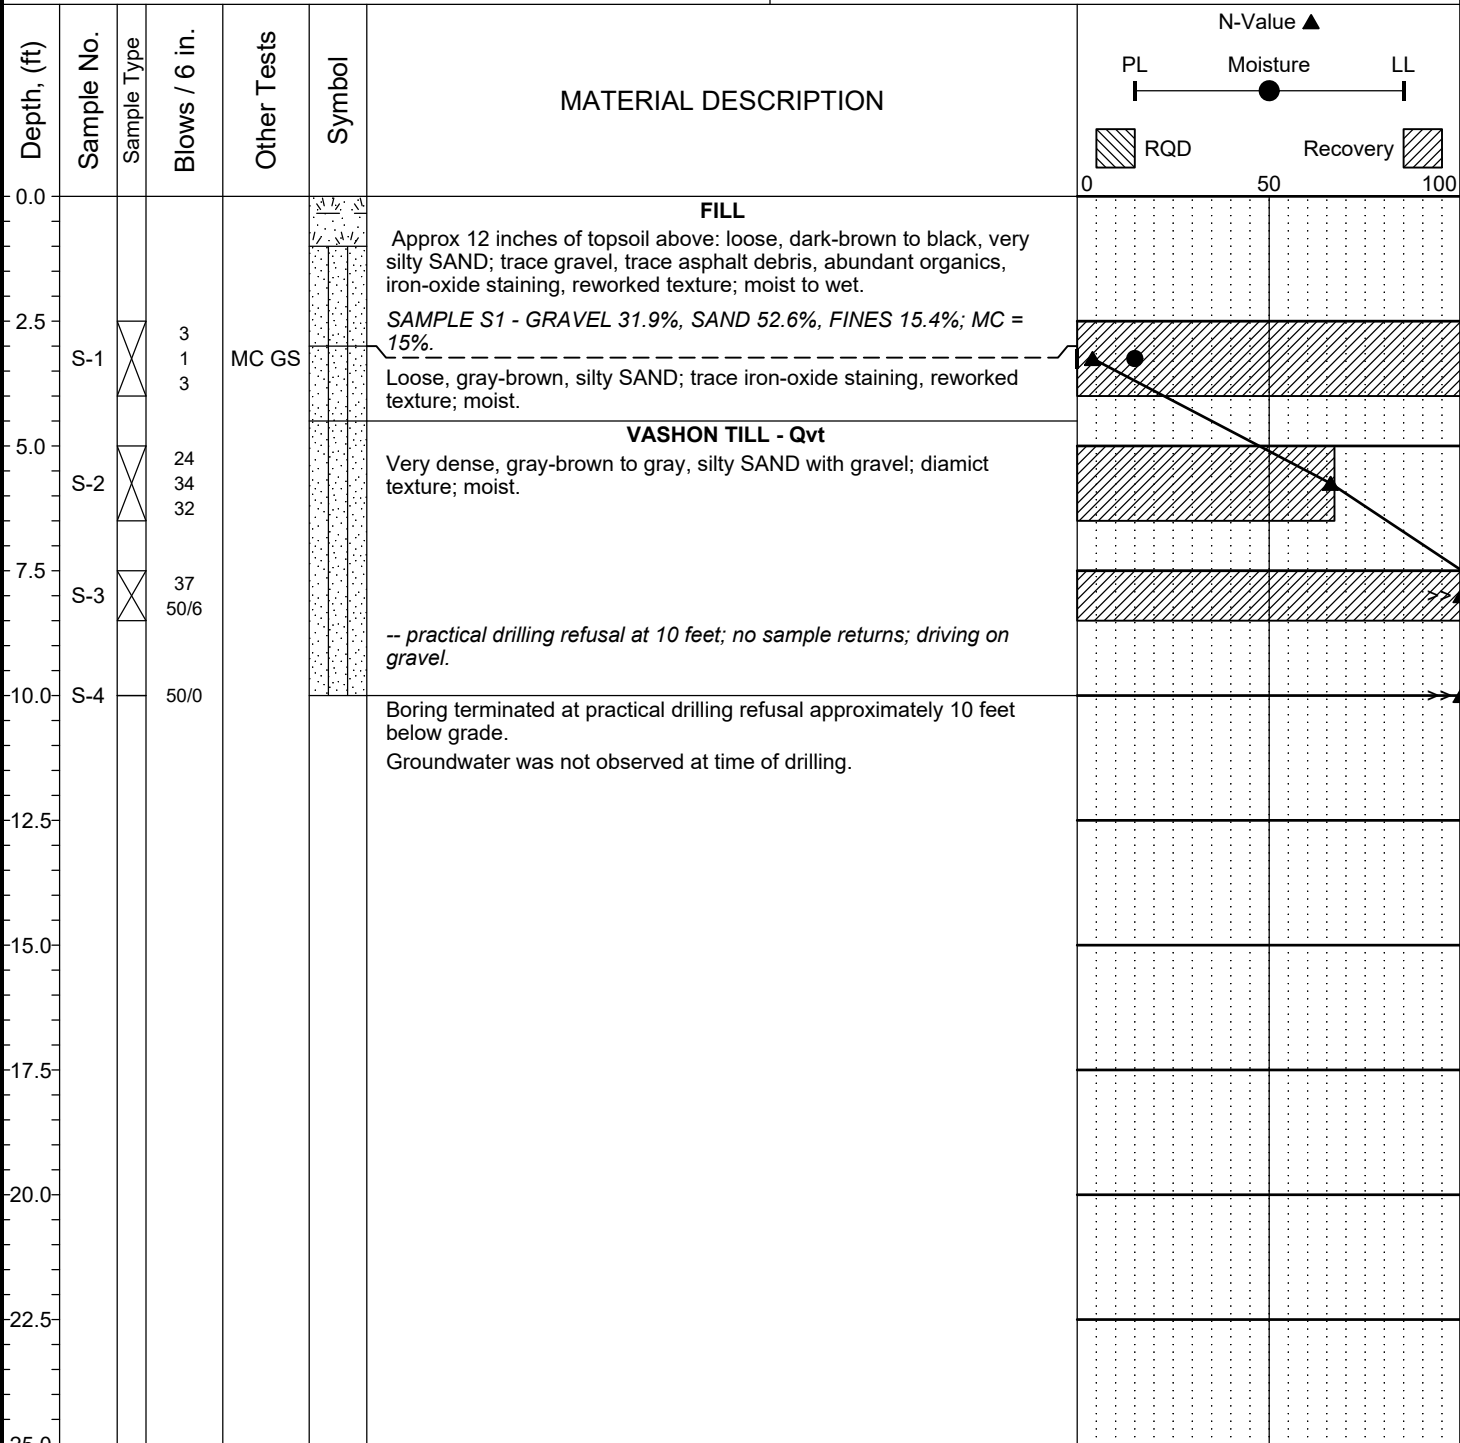 Depth, (ft)
Sample No.
Sample Type
Blows / 6 in.
Other Tests
Symbol
MATERIAL DESCRIPTION
N-Value ▲
PL Moisture LL
RQD Recovery
0 50 100
0.0
FILL
Approx 12 inches of topsoil above: loose, dark-brown to black, very
silty SAND; trace gravel, trace asphalt debris, abundant organics,
iron-oxide staining, reworked texture; moist to wet.
2.5
SAMPLE S1 - GRAVEL 31.9%, SAND 52.6%, FINES 15.4%; MC =
15%.
S-1
3
1
3
MC GS
Loose, gray-brown, silty SAND; trace iron-oxide staining, reworked
texture; moist.
VASHON TILL - Qvt
5.0
Very dense, gray-brown to gray, silty SAND with gravel; diamict
texture; moist.
S-2
24
34
32
7.5
S-3
37
50/6
>>
-- practical drilling refusal at 10 feet; no sample returns; driving on
gravel.
10.0
S-4
50/0
>>
Boring terminated at practical drilling refusal approximately 10 feet
below grade.
Groundwater was not observed at time of drilling.
12.5
15.0
17.5
20.0
22.5
25.0